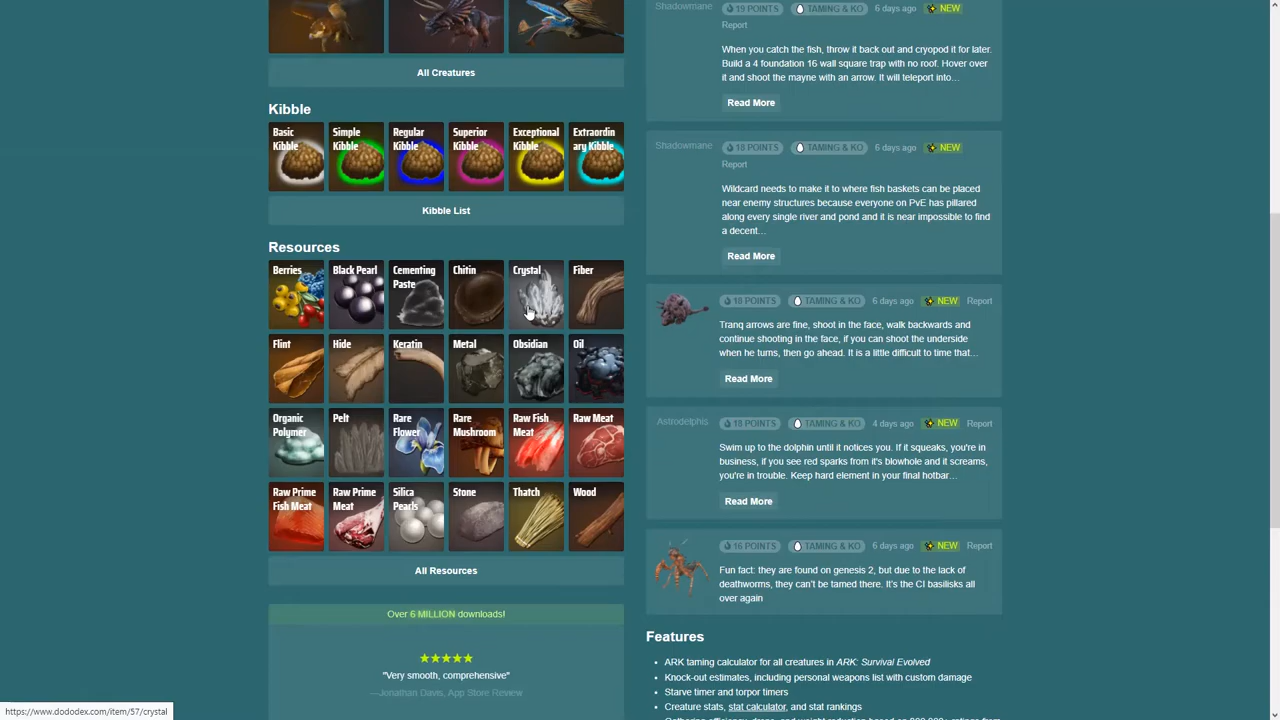 All Creatures
Kibble
Basic
Kibble
Simple
Kibble
Regular
Kibble
Superior
Kibble
Exceptional
Kibble
Extraordin
ary Kibble
Kibble List
Resources
Berries
Black Pearl
Cementing
Paste
Chitin
Crystal
Fiber
Flint
Hide
Keratin
Metal
Obsidian
Oil
Organic
Polymer
Pelt
Rare
Flower
Rare
Mushroom
Raw Fish
Meat
Raw Meat
Raw Prime
Fish Meat
Raw Prime
Meat
Silica
Pearls
Stone
Thatch
Wood
All Resources
Over 6 MILLION downloads!
★★★★★
"Very smooth, comprehensive"
—Jonathan Davis, App Store Review
Shadowmane
19 POINTS TAMING & KO 6 days ago NEW
Report
When you catch the fish, throw it back out and cryopod it for later.
Build a 4 foundation 16 wall square trap with no roof. Hover over
it and shoot the mayne with an arrow. It will teleport into…
Read More
Shadowmane
18 POINTS TAMING & KO 6 days ago NEW
Report
Wildcard needs to make it to where fish baskets can be placed
near enemy structures because everyone on PvE has pillared
along every single river and pond and it is near impossible to find
a decent…
Read More
18 POINTS TAMING & KO 6 days ago NEW Report
Tranq arrows are fine, shoot in the face, walk backwards and
continue shooting in the face, if you can shoot the underside
when he turns, then go ahead. It is a little difficult to time that…
Read More
Astrodelphis
18 POINTS TAMING & KO 4 days ago NEW Report
Swim up to the dolphin until it notices you. If it squeaks, you're in
business, if you see red sparks from it's blowhole and it screams,
you're in trouble. Keep hard element in your final hotbar…
Read More
16 POINTS TAMING & KO 6 days ago NEW Report
Fun fact: they are found on genesis 2, but due to the lack of
deathworms, they can't be tamed there. It's the CI basilisks all
over again
Features
• ARK taming calculator for all creatures in ARK: Survival Evolved
• Knock-out estimates, including personal weapons list with custom damage
• Starve timer and torpor timers
• Creature stats, stat calculator, and stat rankings
https://www.dododex.com/item/57/crystal